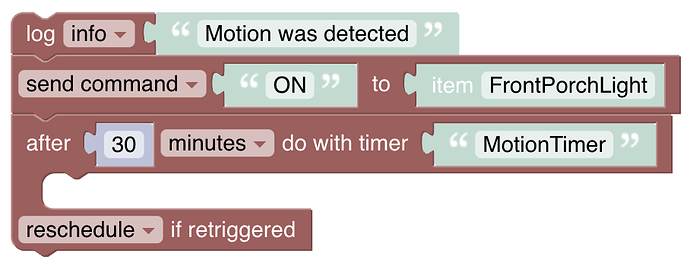 log info “ Motion was detected ”
send command “ ON ” to item FrontPorchLight
after 30 minutes do with timer “ MotionTimer ”
reschedule if retriggered